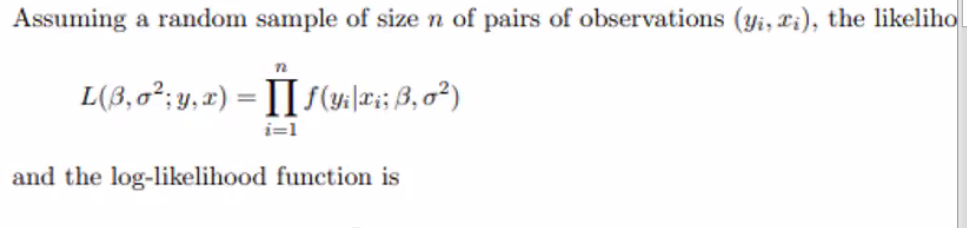 Assuming a random sample of size n of pairs of observations (yᵢ, xᵢ), the likeliho
L(β, σ²; y, x) = ∏ᵢ₌₁ⁿ f(yᵢ|xᵢ; β, σ²)
and the log-likelihood function is